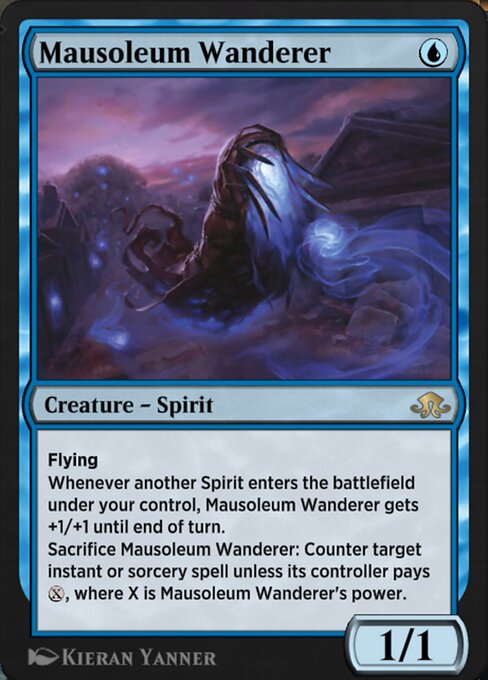 Mausoleum Wanderer
Creature – Spirit
Flying
Whenever another Spirit enters the battlefield
under your control, Mausoleum Wanderer gets
+1/+1 until end of turn.
Sacrifice Mausoleum Wanderer: Counter target
instant or sorcery spell unless its controller pays
X, where X is Mausoleum Wanderer's power.
1/1
Kieran Yanner